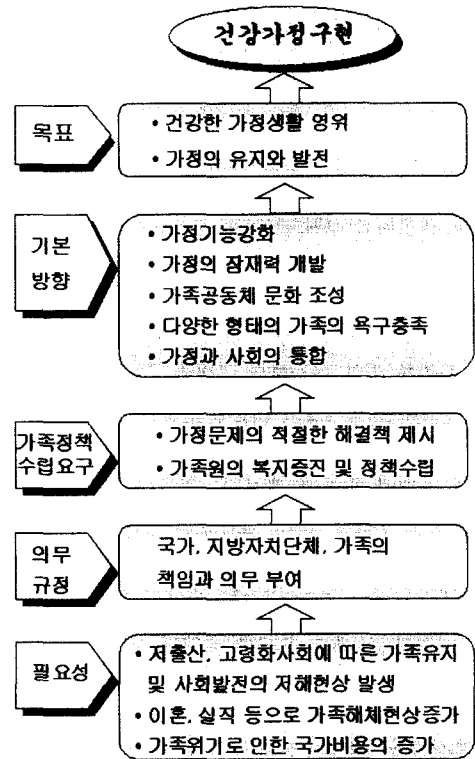 건강가정구현
목표
• 건강한 가정생활 영위
• 가정의 유지와 발전
기본
방향
• 가정기능강화
• 가정의 잠재력 개발
• 가족공동체 문화 조성
• 다양한 형태의 가족의 욕구충족
• 가정과 사회의 통합
가족정책
수립요구
• 가정문제의 적절한 해결책 제시
• 가족원의 복지증진 및 정책수립
의무
규정
국가, 지방자치단체, 가족의
책임과 의무 부여
필요성
• 저출산, 고령화사회에 따른 가족유지
및 사회발전의 저해현상 발생
• 이혼, 실직 등으로 가족해체현상증가
• 가족위기로 인한 국가비용의 증가